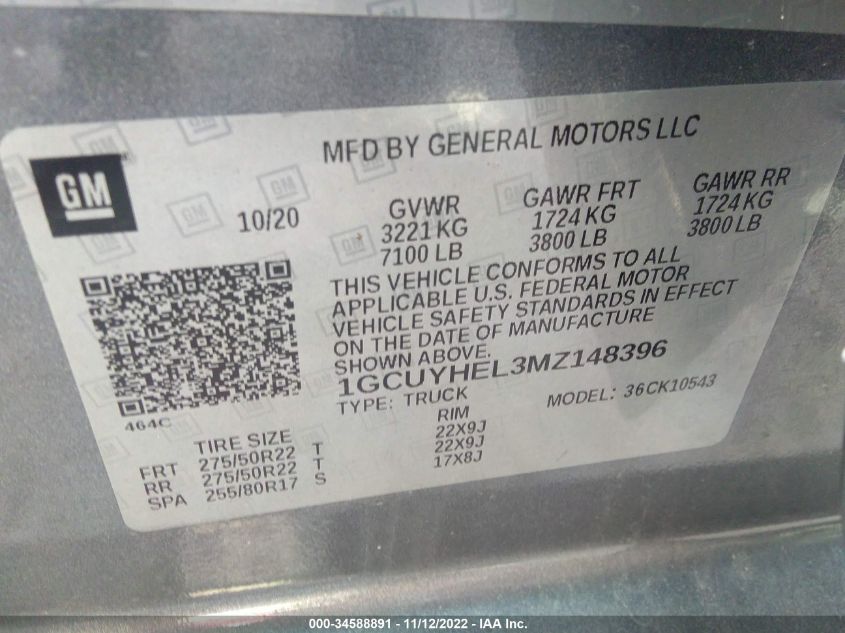 MFD BY GENERAL MOTORS LLC
GM
10/20
GVWR GAWR FRT GAWR RR
3221 KG 1724 KG 1724 KG
7100 LB 3800 LB 3800 LB
THIS VEHICLE CONFORMS TO ALL
APPLICABLE U.S. FEDERAL MOTOR
VEHICLE SAFETY STANDARDS IN EFFECT
ON THE DATE OF MANUFACTURE
SHOWN ABOVE.
1GCUYHEL3MZ148396
TYPE: TRUCK MODEL: 36CK10543
464C
TIRE SIZE RIM
FRT 275/50R22 T 22X9J
RR 275/50R22 T 22X9J
SPA 255/80R17 S 17X8J
000-34588891 - 11/12/2022 - IAA Inc.